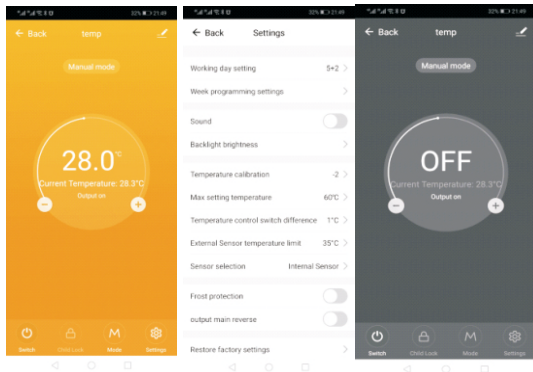 32% 21:49
← Back temp
Manual mode
28.0℃
Current Temperature: 28.3°C
Output on
− +
Switch Child Lock Mode Settings
32% 21:49
← Back Settings
Working day setting 5+2 >
Week programming settings >
Sound
Backlight brightness >
Temperature calibration -2 >
Max setting temperature 60℃ >
Temperature control switch difference 1°C >
External Sensor temperature limit 35°C >
Sensor selection Internal Sensor >
Frost protection
output main reverse
Restore factory settings >
32% 21:49
← Back temp
Manual mode
OFF
Current Temperature: 28.3°C
Output on
− +
Switch Child Lock Mode Settings